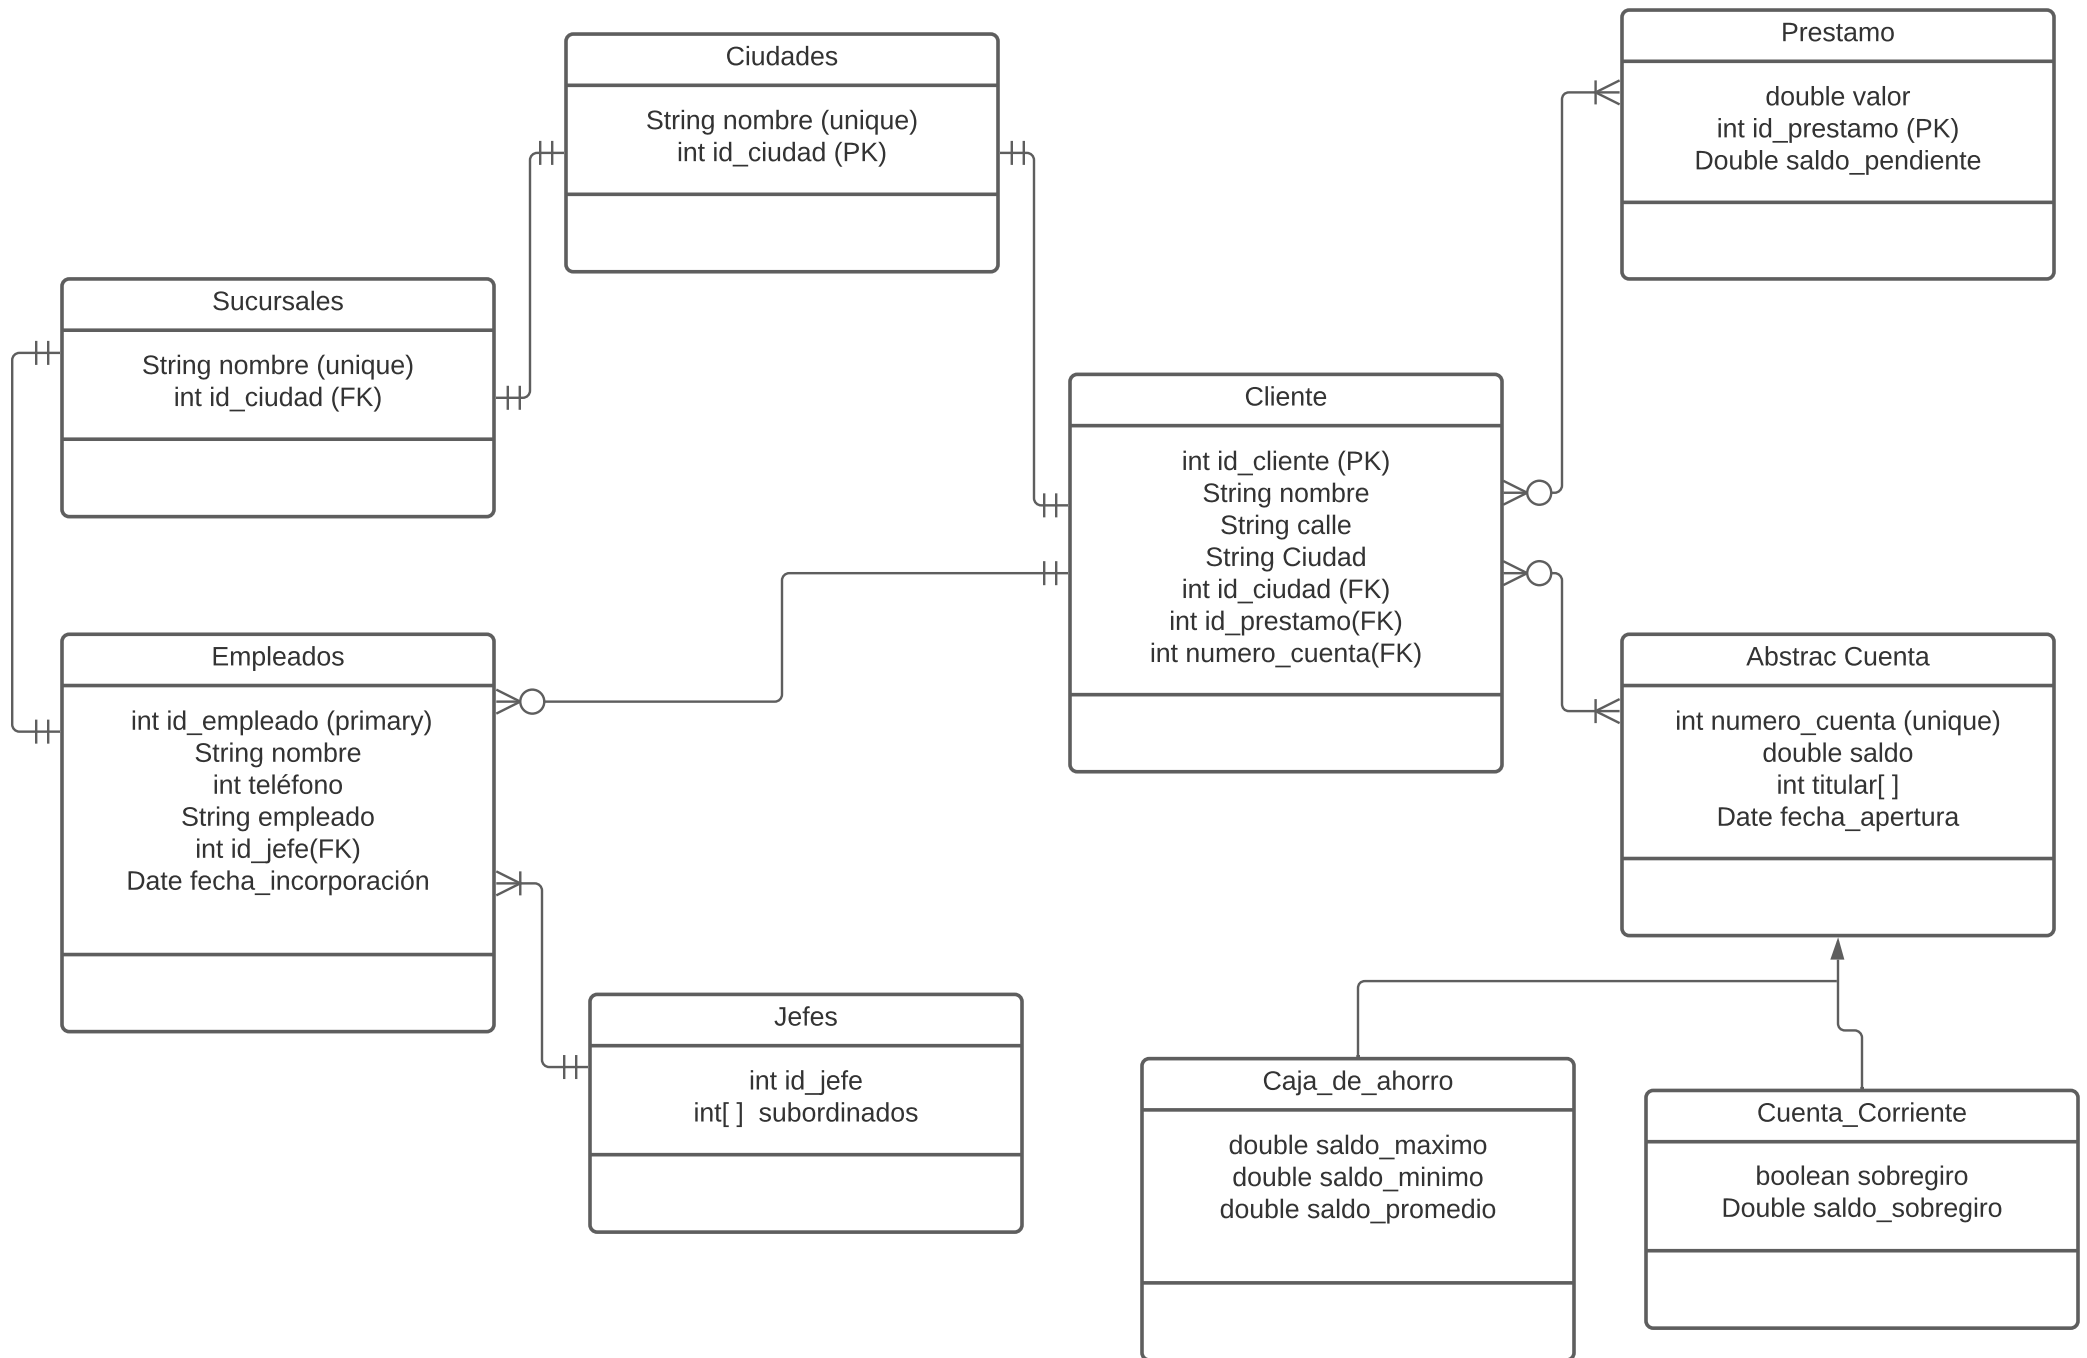 Ciudades
String nombre (unique)
int id_ciudad (PK)
Prestamo
double valor
int id_prestamo (PK)
Double saldo_pendiente
Sucursales
String nombre (unique)
int id_ciudad (FK)
Cliente
int id_cliente (PK)
String nombre
String calle
String Ciudad
int id_ciudad (FK)
int id_prestamo(FK)
int numero_cuenta(FK)
Empleados
int id_empleado (primary)
String nombre
int teléfono
String empleado
int id_jefe(FK)
Date fecha_incorporación
Abstrac Cuenta
int numero_cuenta (unique)
double saldo
int titular[ ]
Date fecha_apertura
Jefes
int id_jefe
int[ ]  subordinados
Caja_de_ahorro
double saldo_maximo
double saldo_minimo
double saldo_promedio
Cuenta_Corriente
boolean sobregiro
Double saldo_sobregiro